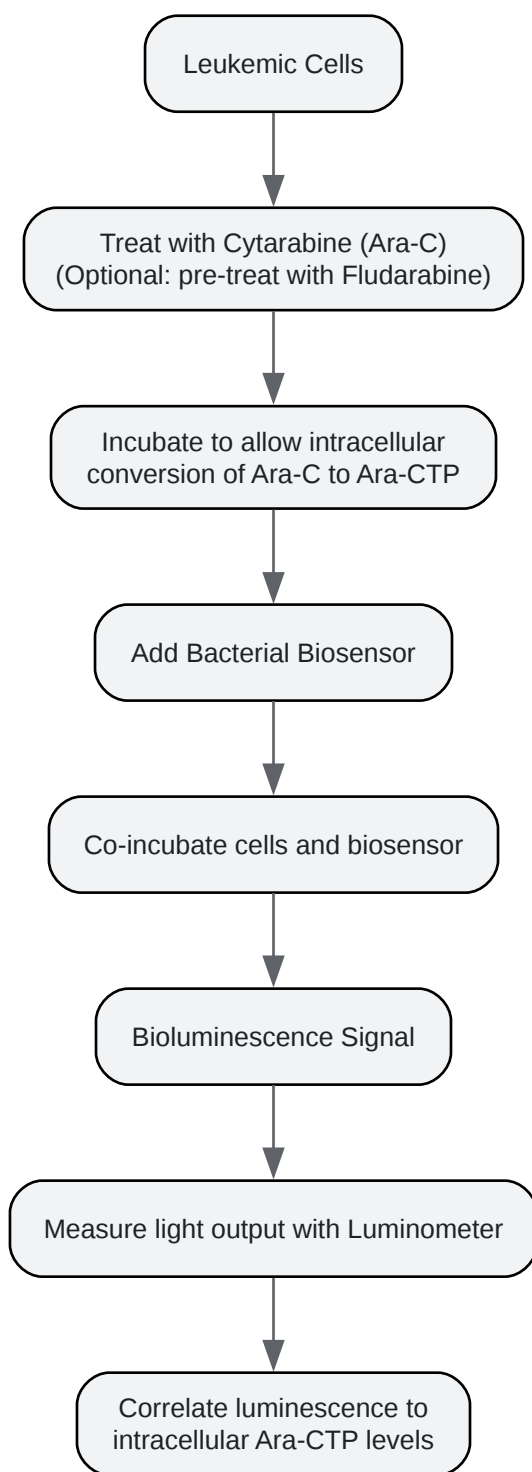 Leukemic Cells
Treat with Cytarabine (Ara-C)
(Optional: pre-treat with Fludarabine)
Incubate to allow intracellular
conversion of Ara-C to Ara-CTP
Add Bacterial Biosensor
Co-incubate cells and biosensor
Bioluminescence Signal
Measure light output with Luminometer
Correlate luminescence to
intracellular Ara-CTP levels